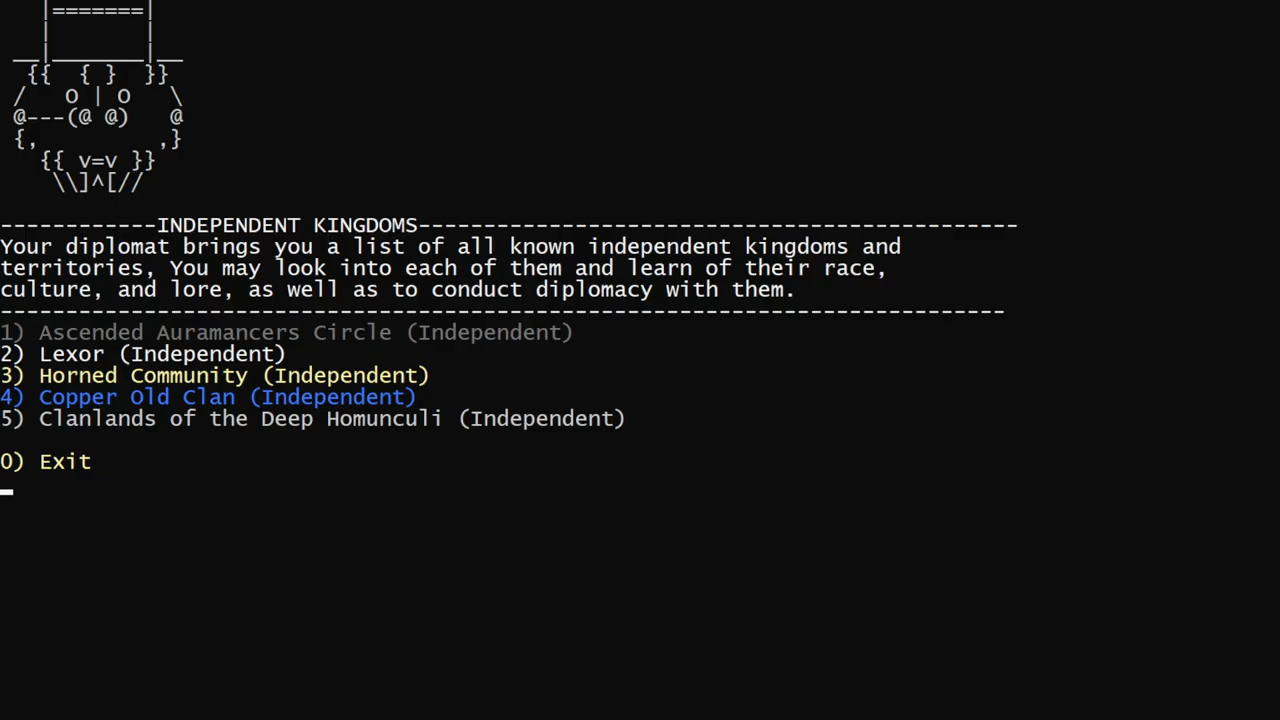 ------------INDEPENDENT KINGDOMS----------------------------------------------
Your diplomat brings you a list of all known independent kingdoms and
territories, You may look into each of them and learn of their race,
culture, and lore, as well as to conduct diplomacy with them.
-----------------------------------------------------------------------------
1) Ascended Auramancers Circle (Independent)
2) Lexor (Independent)
3) Horned Community (Independent)
4) Copper Old Clan (Independent)
5) Clanlands of the Deep Homunculi (Independent)
0) Exit